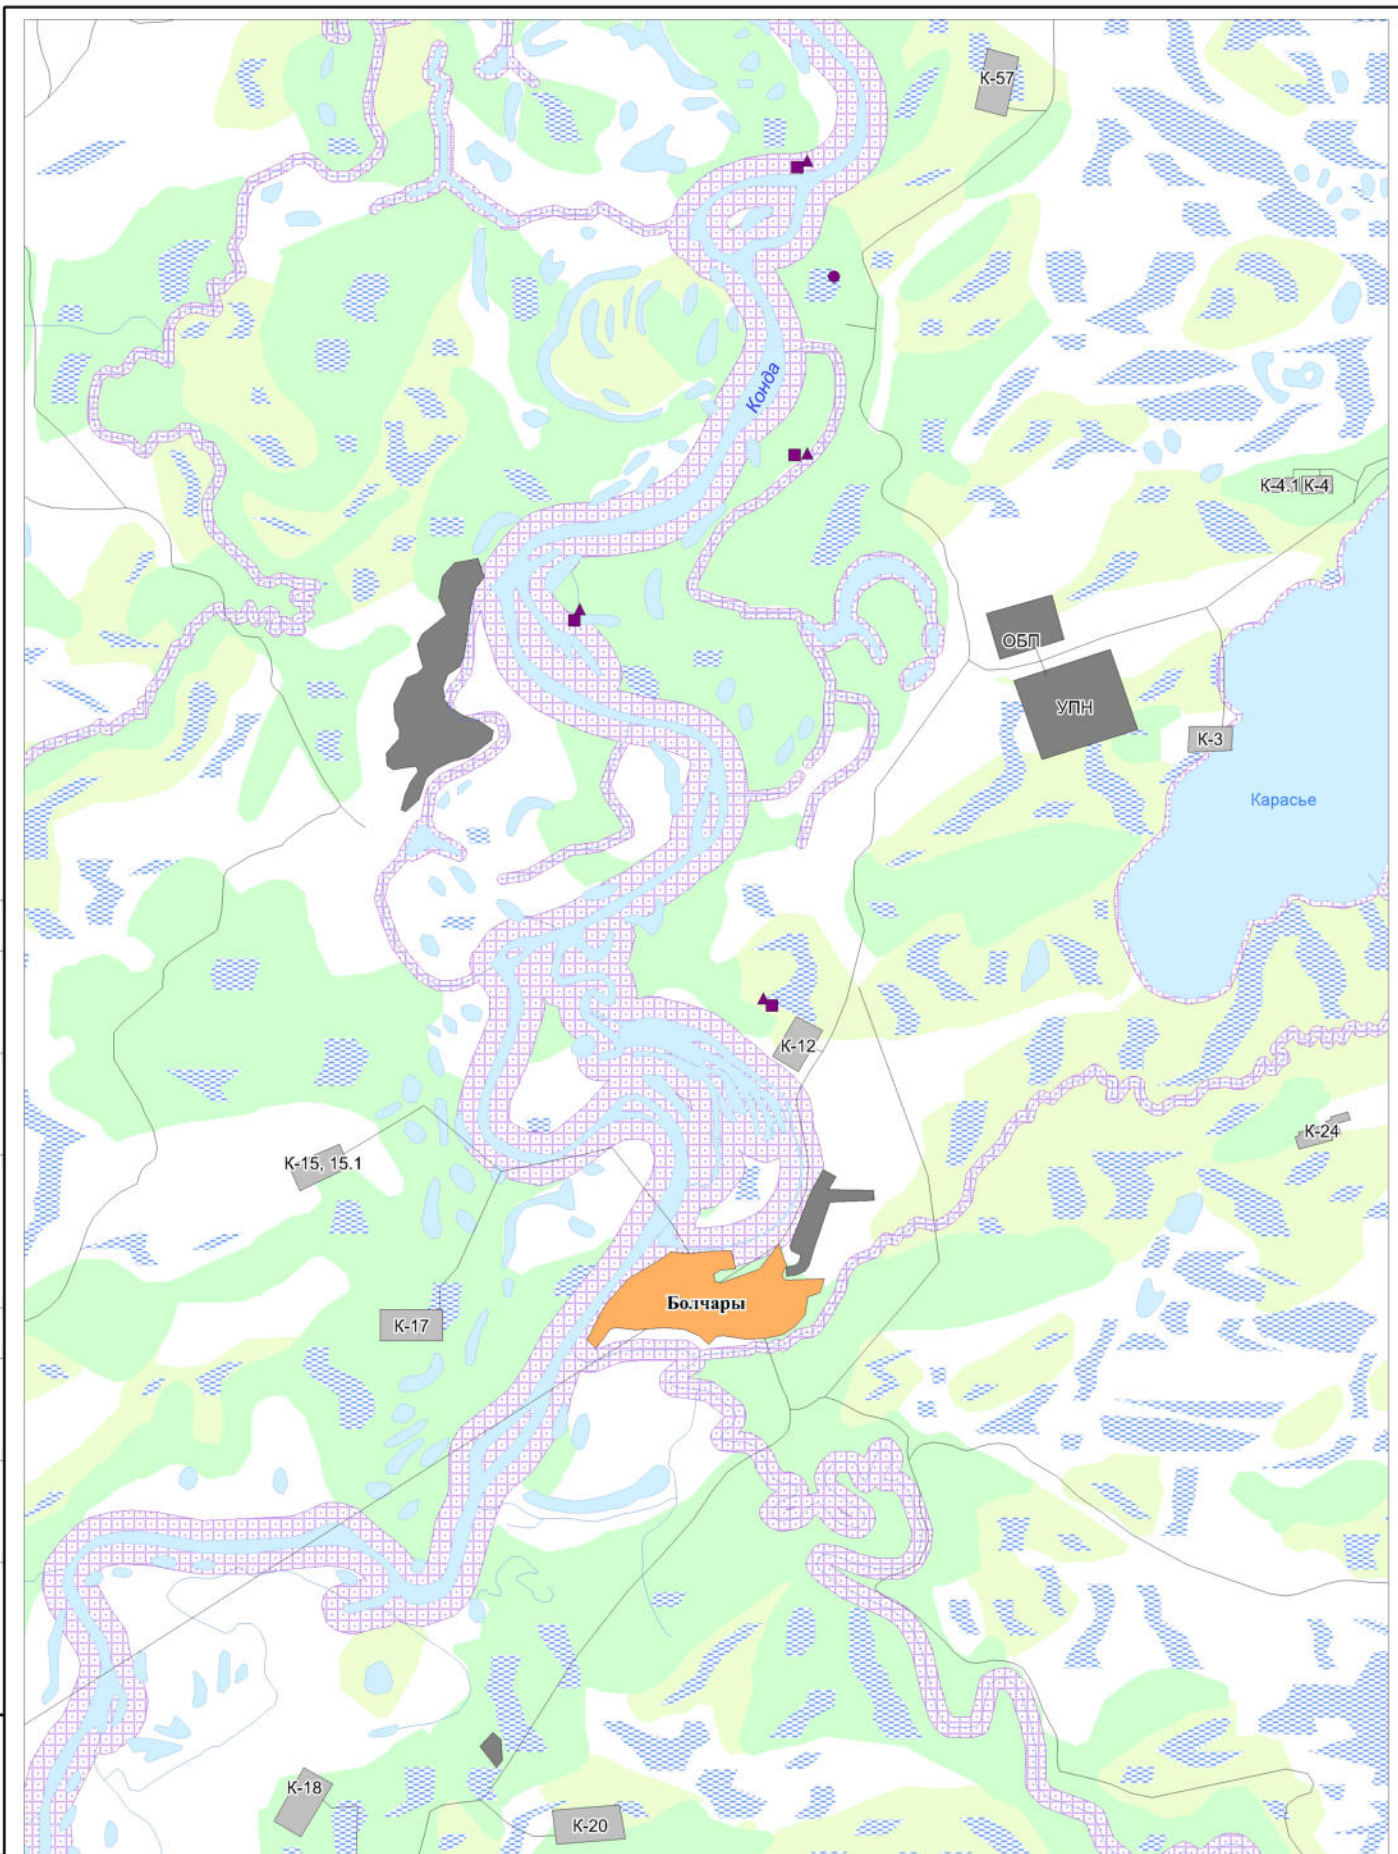 К-57
Конда
К-4.1
К-4
ОБП
УПН
К-3
Карасье
К-12
К-24
К-15, 15.1
Болчары
К-17
К-18
К-20